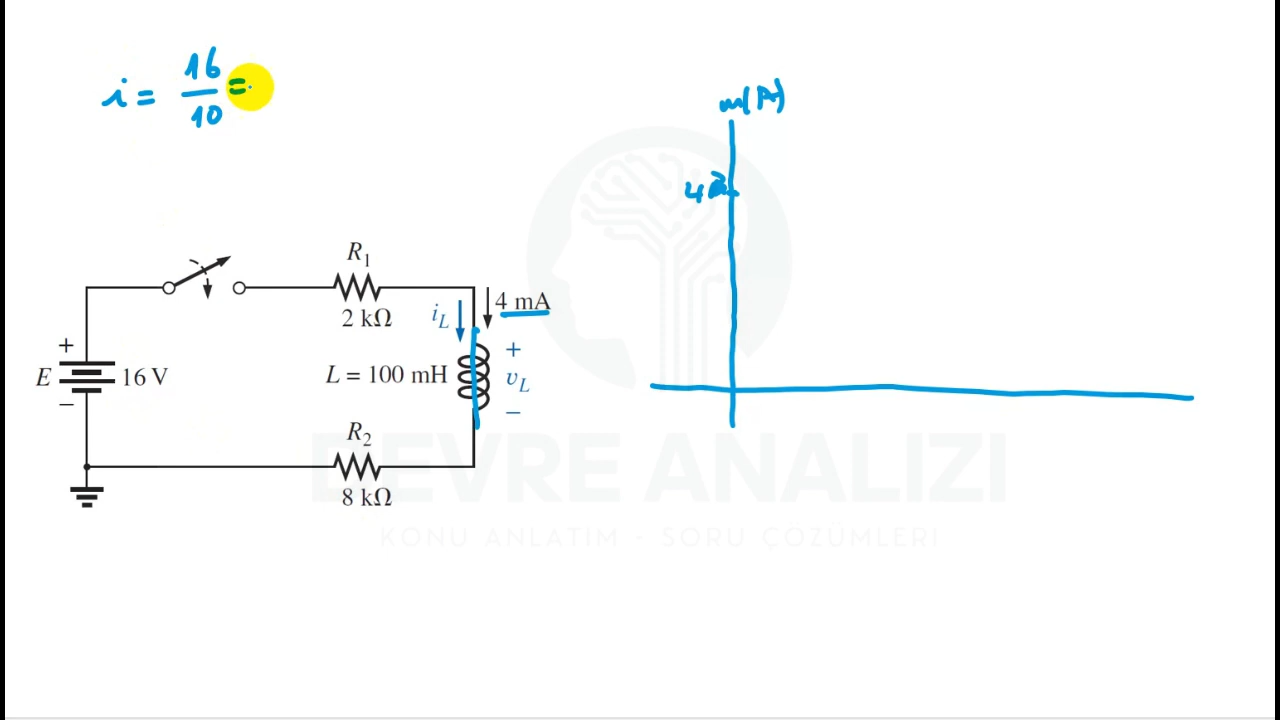 i = 16/10 =
m(A)
4
R1
2 kΩ
iL
4 mA
+
E
16 V
−
L = 100 mH
+
vL
−
R2
8 kΩ
DEVRE ANALIZI
KONU ANLATIM - SORU ÇÖZÜMLERI